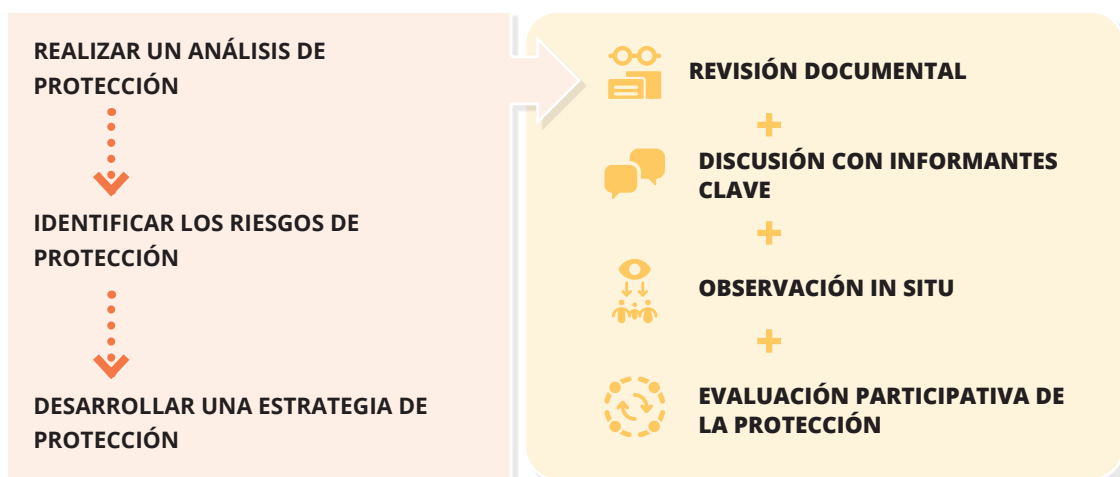 REALIZAR UN ANÁLISIS DE
PROTECCIÓN
IDENTIFICAR LOS RIESGOS DE
PROTECCIÓN
DESARROLLAR UNA ESTRATEGIA DE
PROTECCIÓN
REVISIÓN DOCUMENTAL
+
DISCUSIÓN CON INFORMANTES
CLAVE
+
OBSERVACIÓN IN SITU
+
EVALUACIÓN PARTICIPATIVA DE
LA PROTECCIÓN